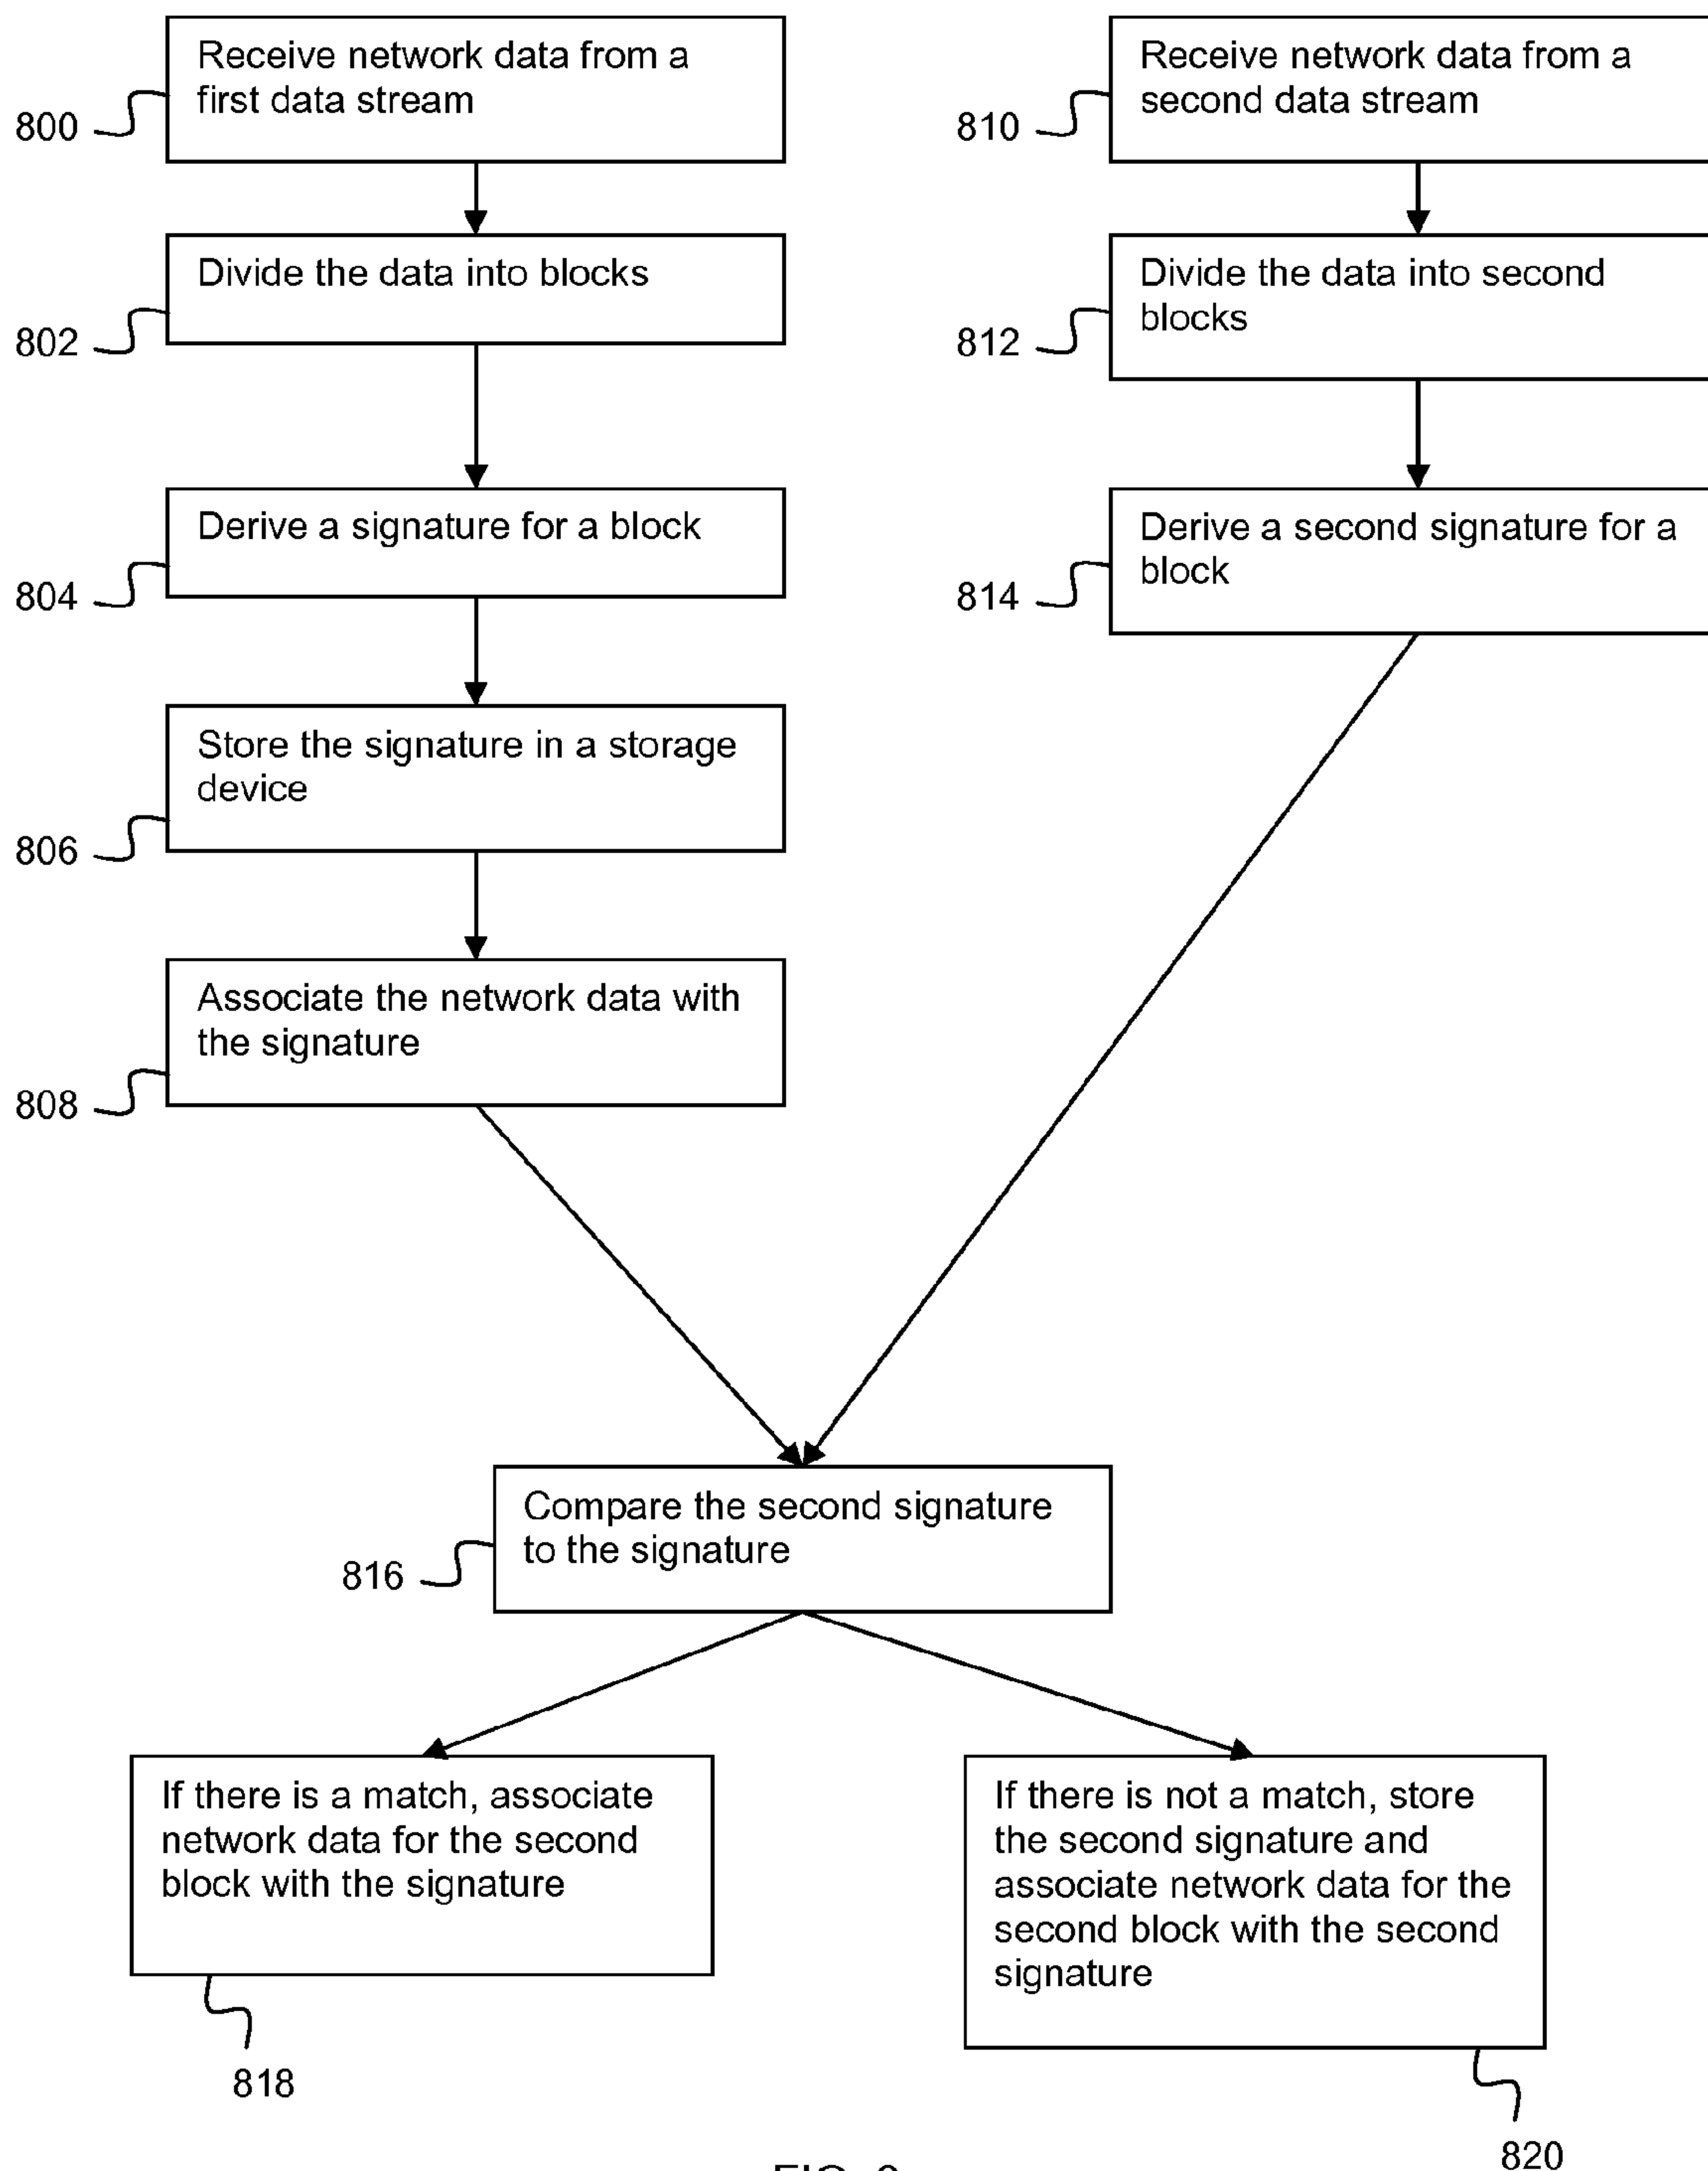 Receive network data from a
first data stream
800
Divide the data into blocks
802
Derive a signature for a block
804
Store the signature in a storage
device
806
Associate the network data with
the signature
808
Receive network data from a
second data stream
810
Divide the data into second
blocks
812
Derive a second signature for a
block
814
Compare the second signature
to the signature
816
If there is a match, associate
network data for the second
block with the signature
818
If there is not a match, store
the second signature and
associate network data for the
second block with the second
signature
820
FIG.